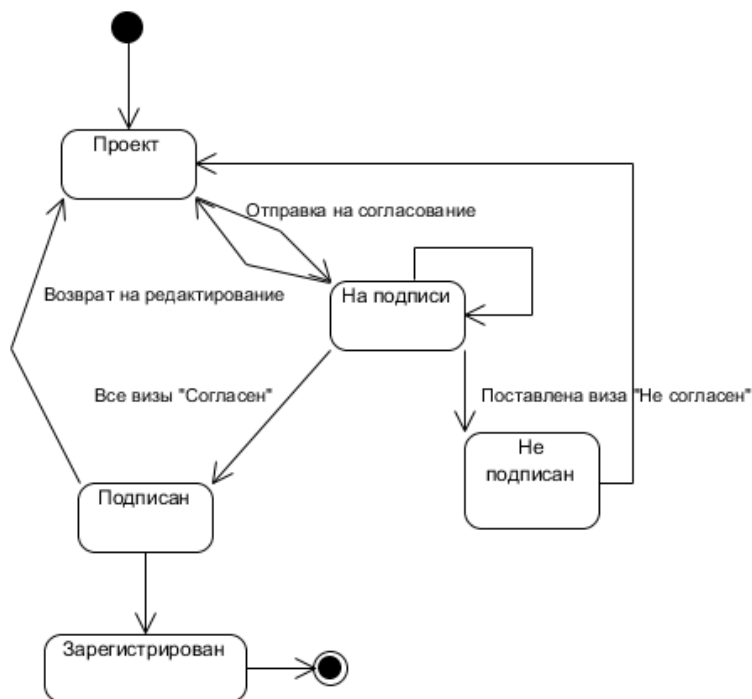 Проект
Отправка на согласование
Возврат на редактирование
На подписи
Все визы "Согласен"
Поставлена виза "Не согласен"
Не
подписан
Подписан
Зарегистрирован